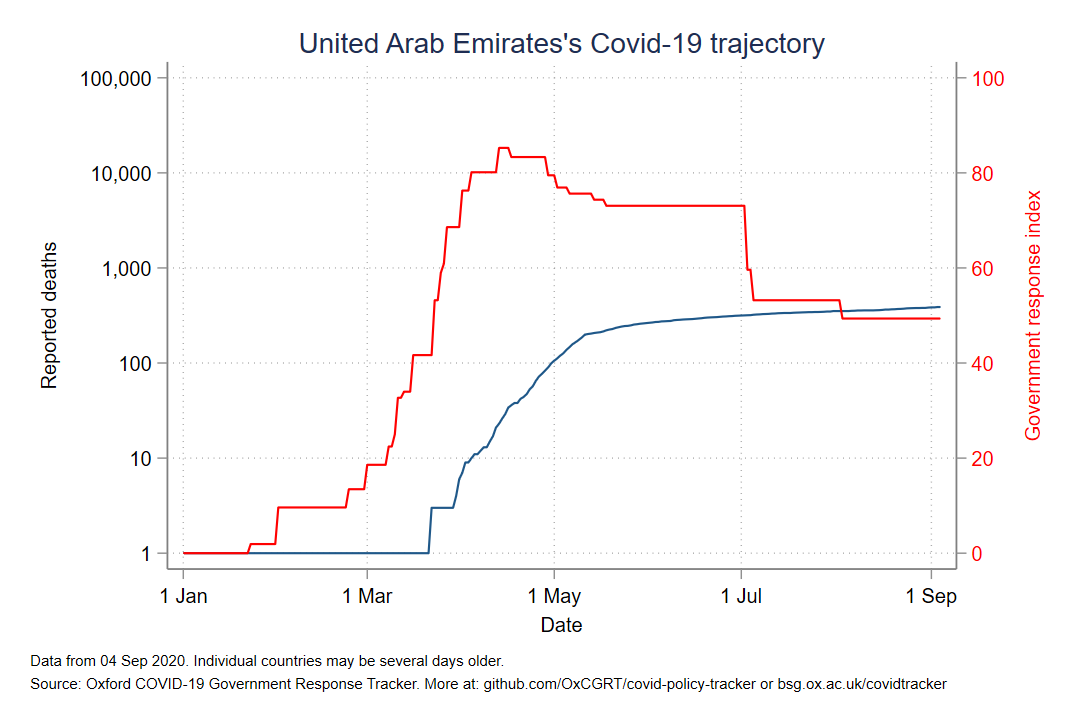 United Arab Emirates's Covid-19 trajectory
100,000
10,000
1,000
100
10
1
Reported deaths
100
80
60
40
20
0
Government response index
1 Jan
1 Mar
1 May
1 Jul
1 Sep
Date
Data from 04 Sep 2020. Individual countries may be several days older.
Source: Oxford COVID-19 Government Response Tracker. More at: github.com/OxCGRT/covid-policy-tracker or bsg.ox.ac.uk/covidtracker